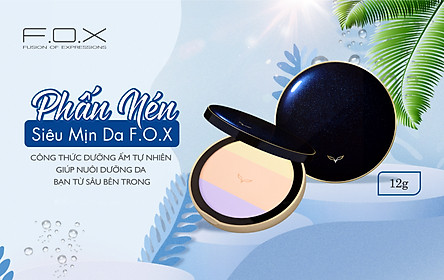 F.O.X
FUSION OF EXPRESSIONS
Phấn Nén
Siêu Mịn Da F.O.X
CÔNG THỨC DƯỠNG ẨM TỰ NHIÊN
GIÚP NUÔI DƯỠNG DA
BẠN TỪ SÂU BÊN TRONG
12g